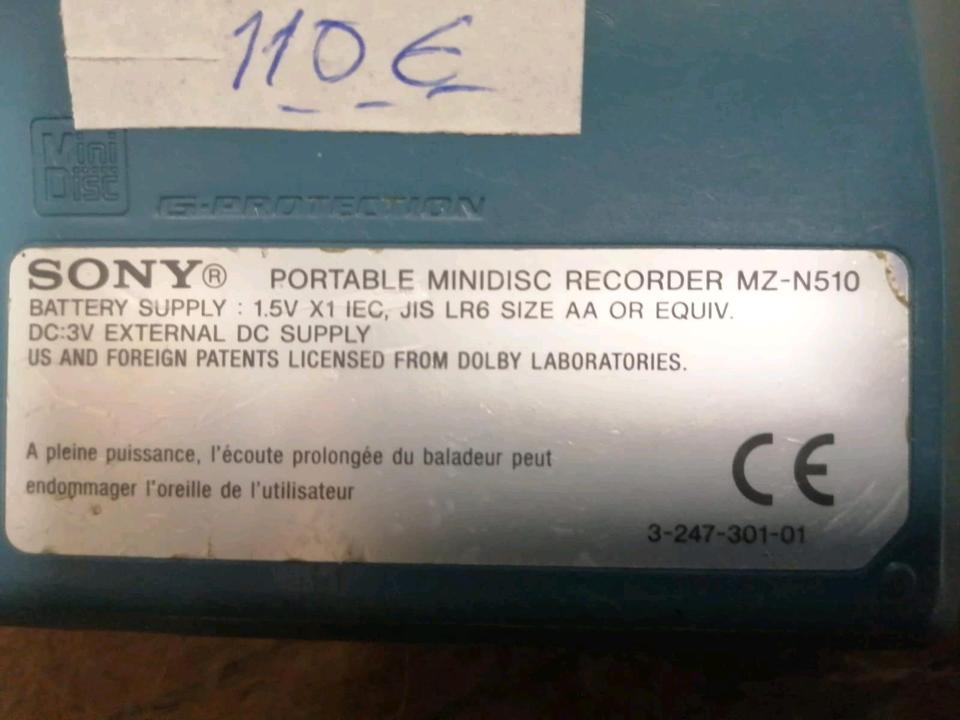 110 €
Mini
Disc
G-PROTECTION
SONY® PORTABLE MINIDISC RECORDER MZ-N510
BATTERY SUPPLY : 1.5V X1 IEC, JIS LR6 SIZE AA OR EQUIV.
DC:3V EXTERNAL DC SUPPLY
US AND FOREIGN PATENTS LICENSED FROM DOLBY LABORATORIES.
A pleine puissance, l'écoute prolongée du baladeur peut
endommager l'oreille de l'utilisateur
CE
3-247-301-01